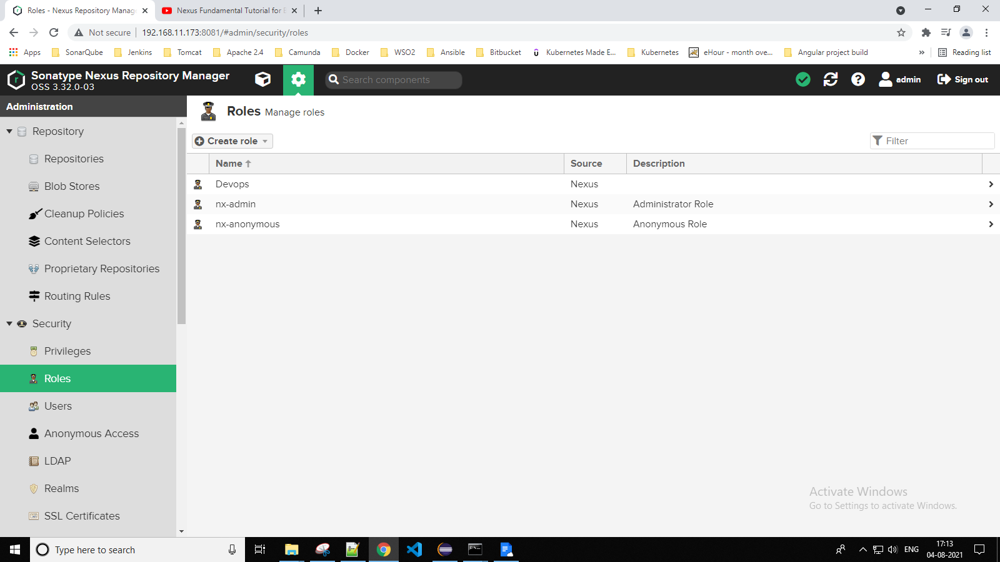 Roles - Nexus Repository Manag
Nexus Fundamental Tutorial for
Not secure
192.168.11.173:8081/#admin/security/roles
Apps
SonarQube
Jenkins
Tomcat
Apache 2.4
Camunda
Docker
WSO2
Ansible
Bitbucket
Kubernetes Made E...
Kubernetes
eHour - month ove...
Angular project build
»
Reading list
Sonatype Nexus Repository Manager
OSS 3.32.0-03
Search components
admin
Sign out
Administration
Repository
Repositories
Blob Stores
Cleanup Policies
Content Selectors
Proprietary Repositories
Routing Rules
Security
Privileges
Roles
Users
Anonymous Access
LDAP
Realms
SSL Certificates
Roles Manage roles
Create role
Filter
Name Source Description
Devops Nexus
nx-admin Nexus Administrator Role
nx-anonymous Nexus Anonymous Role
Activate Windows
Go to Settings to activate Windows.
Type here to search
ENG
17:13
04-08-2021